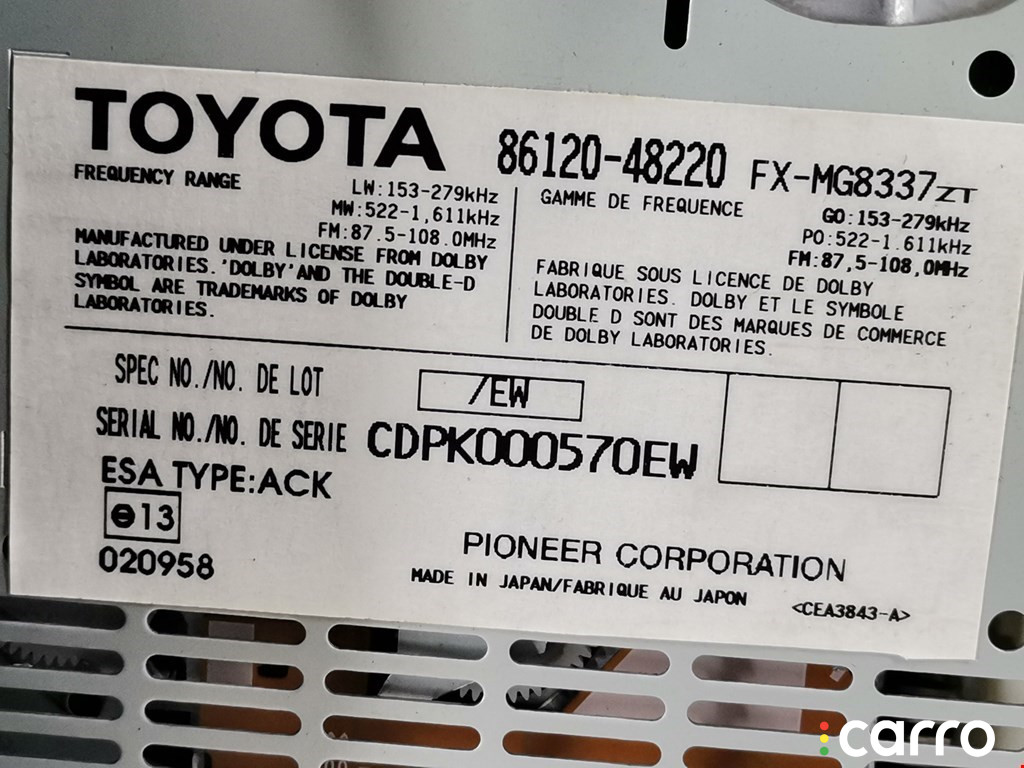 TOYOTA 86120-48220 FX-MG8337ZT
FREQUENCY RANGE
LW:153-279kHz
MW:522-1,611kHz
FM:87.5-108.0MHz
MANUFACTURED UNDER LICENSE FROM DOLBY
LABORATORIES. 'DOLBY' AND THE DOUBLE-D
SYMBOL ARE TRADEMARKS OF DOLBY
LABORATORIES.
GAMME DE FREQUENCE
GO:153-279kHz
PO:522-1.611kHz
FM:87,5-108,0MHz
FABRIQUE SOUS LICENCE DE DOLBY
LABORATORIES. DOLBY ET LE SYMBOLE
DOUBLE D SONT DES MARQUES DE COMMERCE
DE DOLBY LABORATORIES.
SPEC NO./NO. DE LOT /EW
SERIAL NO./NO. DE SERIE CDPK000570EW
ESA TYPE:ACK
13
020958
PIONEER CORPORATION
MADE IN JAPAN/FABRIQUE AU JAPON <CEA3843-A>
carro